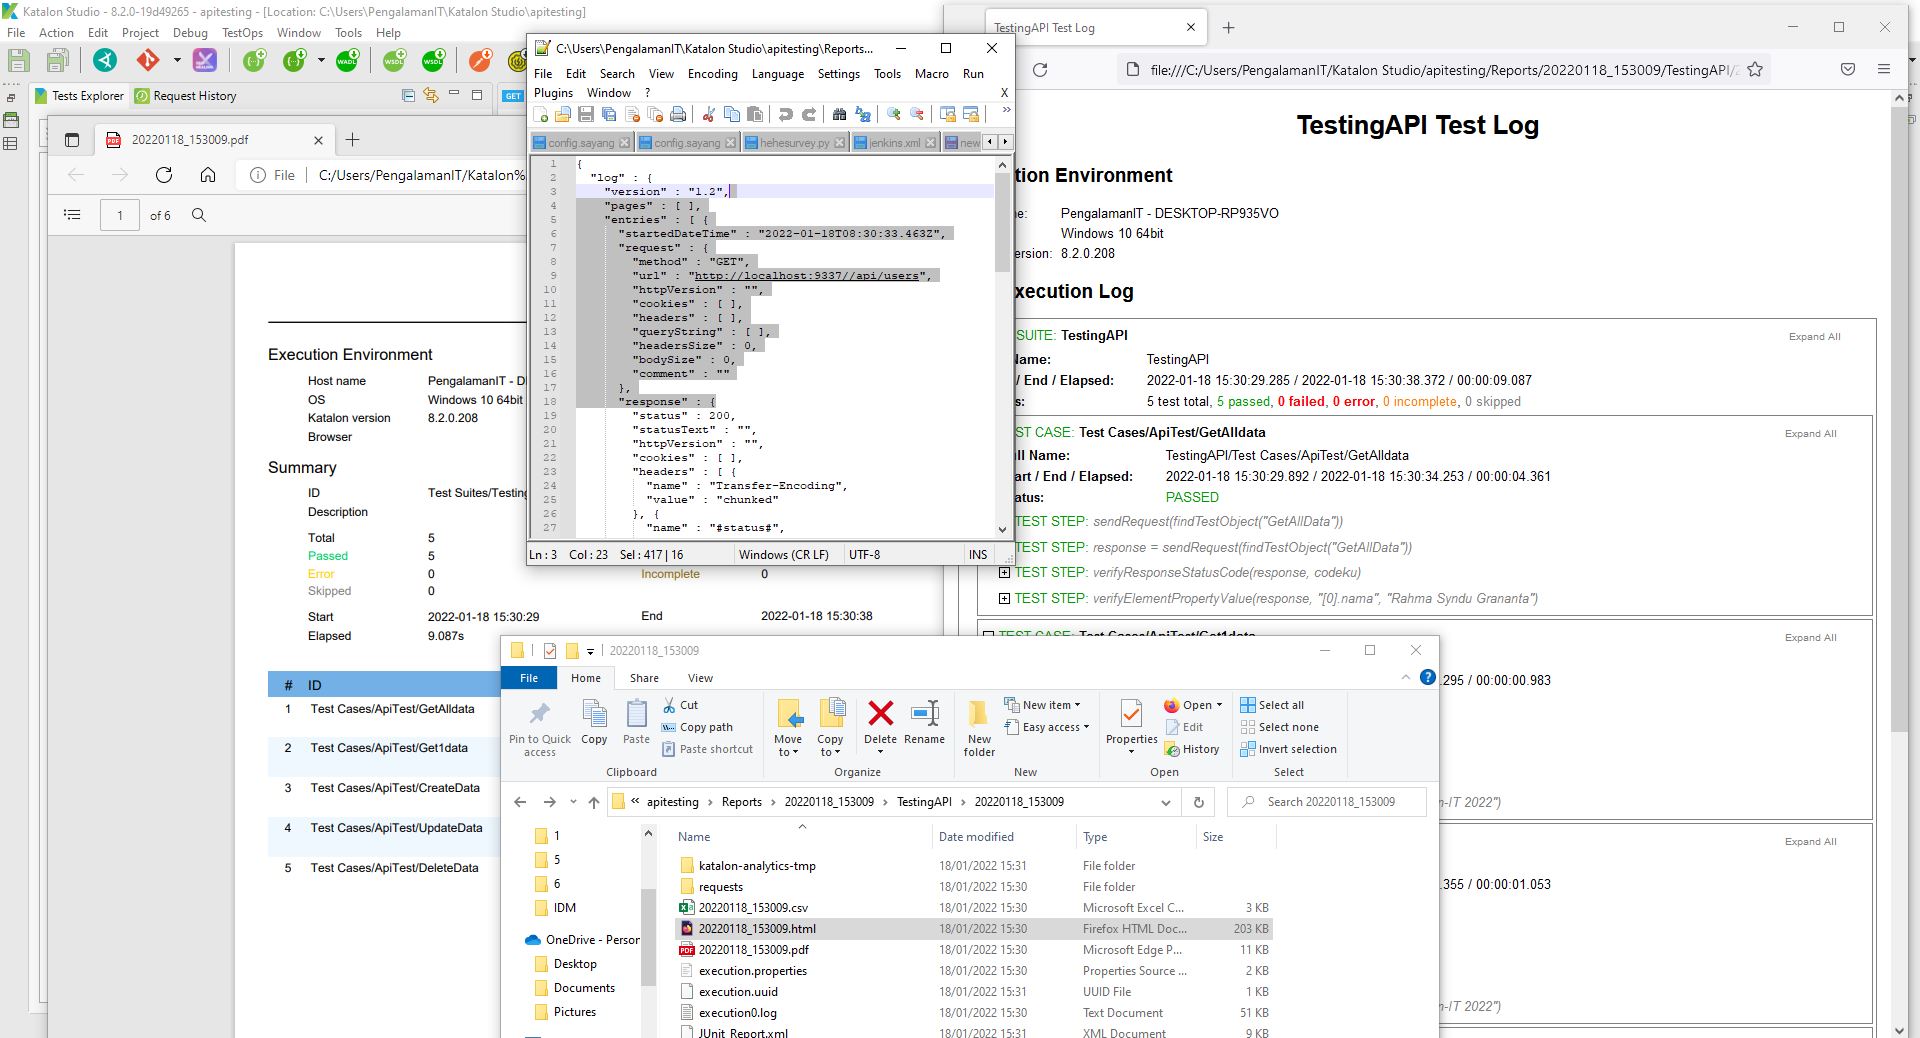 Katalon Studio - 8.2.0-19d49265 - apitesting - [Location: C:\Users\PengalamanIT\Katalon Studio\apitesting]
File Action Edit Project Debug TestOps Window Tools Help
Tests Explorer Request History
GET
20220118_153009.pdf
File C:/Users/PengalamanIT/Katalon%
1 of 6
Execution Environment
Host name PengalamanIT - D
OS Windows 10 64bit
Katalon version 8.2.0.208
Browser
Summary
ID Test Suites/Testing
Description
Total 5
Passed 5
Error 0 Incomplete 0
Skipped 0
Start 2022-01-18 15:30:29 End 2022-01-18 15:30:38
Elapsed 9.087s
# ID
1 Test Cases/ApiTest/GetAlldata
2 Test Cases/ApiTest/Get1data
3 Test Cases/ApiTest/CreateData
4 Test Cases/ApiTest/UpdateData
5 Test Cases/ApiTest/DeleteData
C:\Users\PengalamanIT\Katalon Studio\apitesting\Reports...
File Edit Search View Encoding Language Settings Tools Macro Run
Plugins Window ? X
config.sayang config.sayang hehesurvey.py jenkins.xml new
1 {
2 "log" : {
3 "version" : "1.2",
4 "pages" : [ ],
5 "entries" : [ {
6 "startedDateTime" : "2022-01-18T08:30:33.463Z",
7 "request" : {
8 "method" : "GET",
9 "url" : "http://localhost:9337//api/users",
10 "httpVersion" : "",
11 "cookies" : [ ],
12 "headers" : [ ],
13 "queryString" : [ ],
14 "headersSize" : 0,
15 "bodySize" : 0,
16 "comment" : ""
17 },
18 "response" : {
19 "status" : 200,
20 "statusText" : "",
21 "httpVersion" : "",
22 "cookies" : [ ],
23 "headers" : [ {
24 "name" : "Transfer-Encoding",
25 "value" : "chunked"
26 }, {
27 "name" : "#status#",
Ln : 3 Col : 23 Sel : 417 | 16 Windows (CR LF) UTF-8 INS
TestingAPI Test Log
file:///C:/Users/PengalamanIT/Katalon Studio/apitesting/Reports/20220118_153009/TestingAPI/2
TestingAPI Test Log
tion Environment
e: PengalamanIT - DESKTOP-RP935VO
Windows 10 64bit
ersion: 8.2.0.208
xecution Log
SUITE: TestingAPI Expand All
Name: TestingAPI
/ End / Elapsed: 2022-01-18 15:30:29.285 / 2022-01-18 15:30:38.372 / 00:00:09.087
s: 5 test total, 5 passed, 0 failed, 0 error, 0 incomplete, 0 skipped
ST CASE: Test Cases/ApiTest/GetAlldata Expand All
ll Name: TestingAPI/Test Cases/ApiTest/GetAlldata
art / End / Elapsed: 2022-01-18 15:30:29.892 / 2022-01-18 15:30:34.253 / 00:00:04.361
atus: PASSED
TEST STEP: sendRequest(findTestObject("GetAllData"))
TEST STEP: response = sendRequest(findTestObject("GetAllData"))
TEST STEP: verifyResponseStatusCode(response, codeku)
TEST STEP: verifyElementPropertyValue(response, "[0].nama", "Rahma Syndu Grananta")
TEST CASE: Test Cases/ApiTest/Get1data Expand All
.295 / 00:00:00.983
n-IT 2022")
Expand All
.355 / 00:00:01.053
n-IT 2022")
20220118_153009
File Home Share View
Pin to Quick access Copy Paste Cut Copy path Paste shortcut
Move to Copy to Delete Rename New folder New item Easy access
Properties Open Edit History Select all Select none Invert selection
Clipboard Organize New Open Select
« apitesting › Reports › 20220118_153009 › TestingAPI › 20220118_153009 Search 20220118_153009
1
5
6
IDM
OneDrive - Person
Desktop
Documents
Pictures
Name Date modified Type Size
katalon-analytics-tmp 18/01/2022 15:31 File folder
requests 18/01/2022 15:30 File folder
20220118_153009.csv 18/01/2022 15:30 Microsoft Excel C... 3 KB
20220118_153009.html 18/01/2022 15:30 Firefox HTML Doc... 203 KB
20220118_153009.pdf 18/01/2022 15:30 Microsoft Edge P... 11 KB
execution.properties 18/01/2022 15:30 Properties Source ... 2 KB
execution.uuid 18/01/2022 15:31 UUID File 1 KB
execution0.log 18/01/2022 15:30 Text Document 51 KB
JUnit_Report.xml 18/01/2022 15:31 XML Document 9 KB